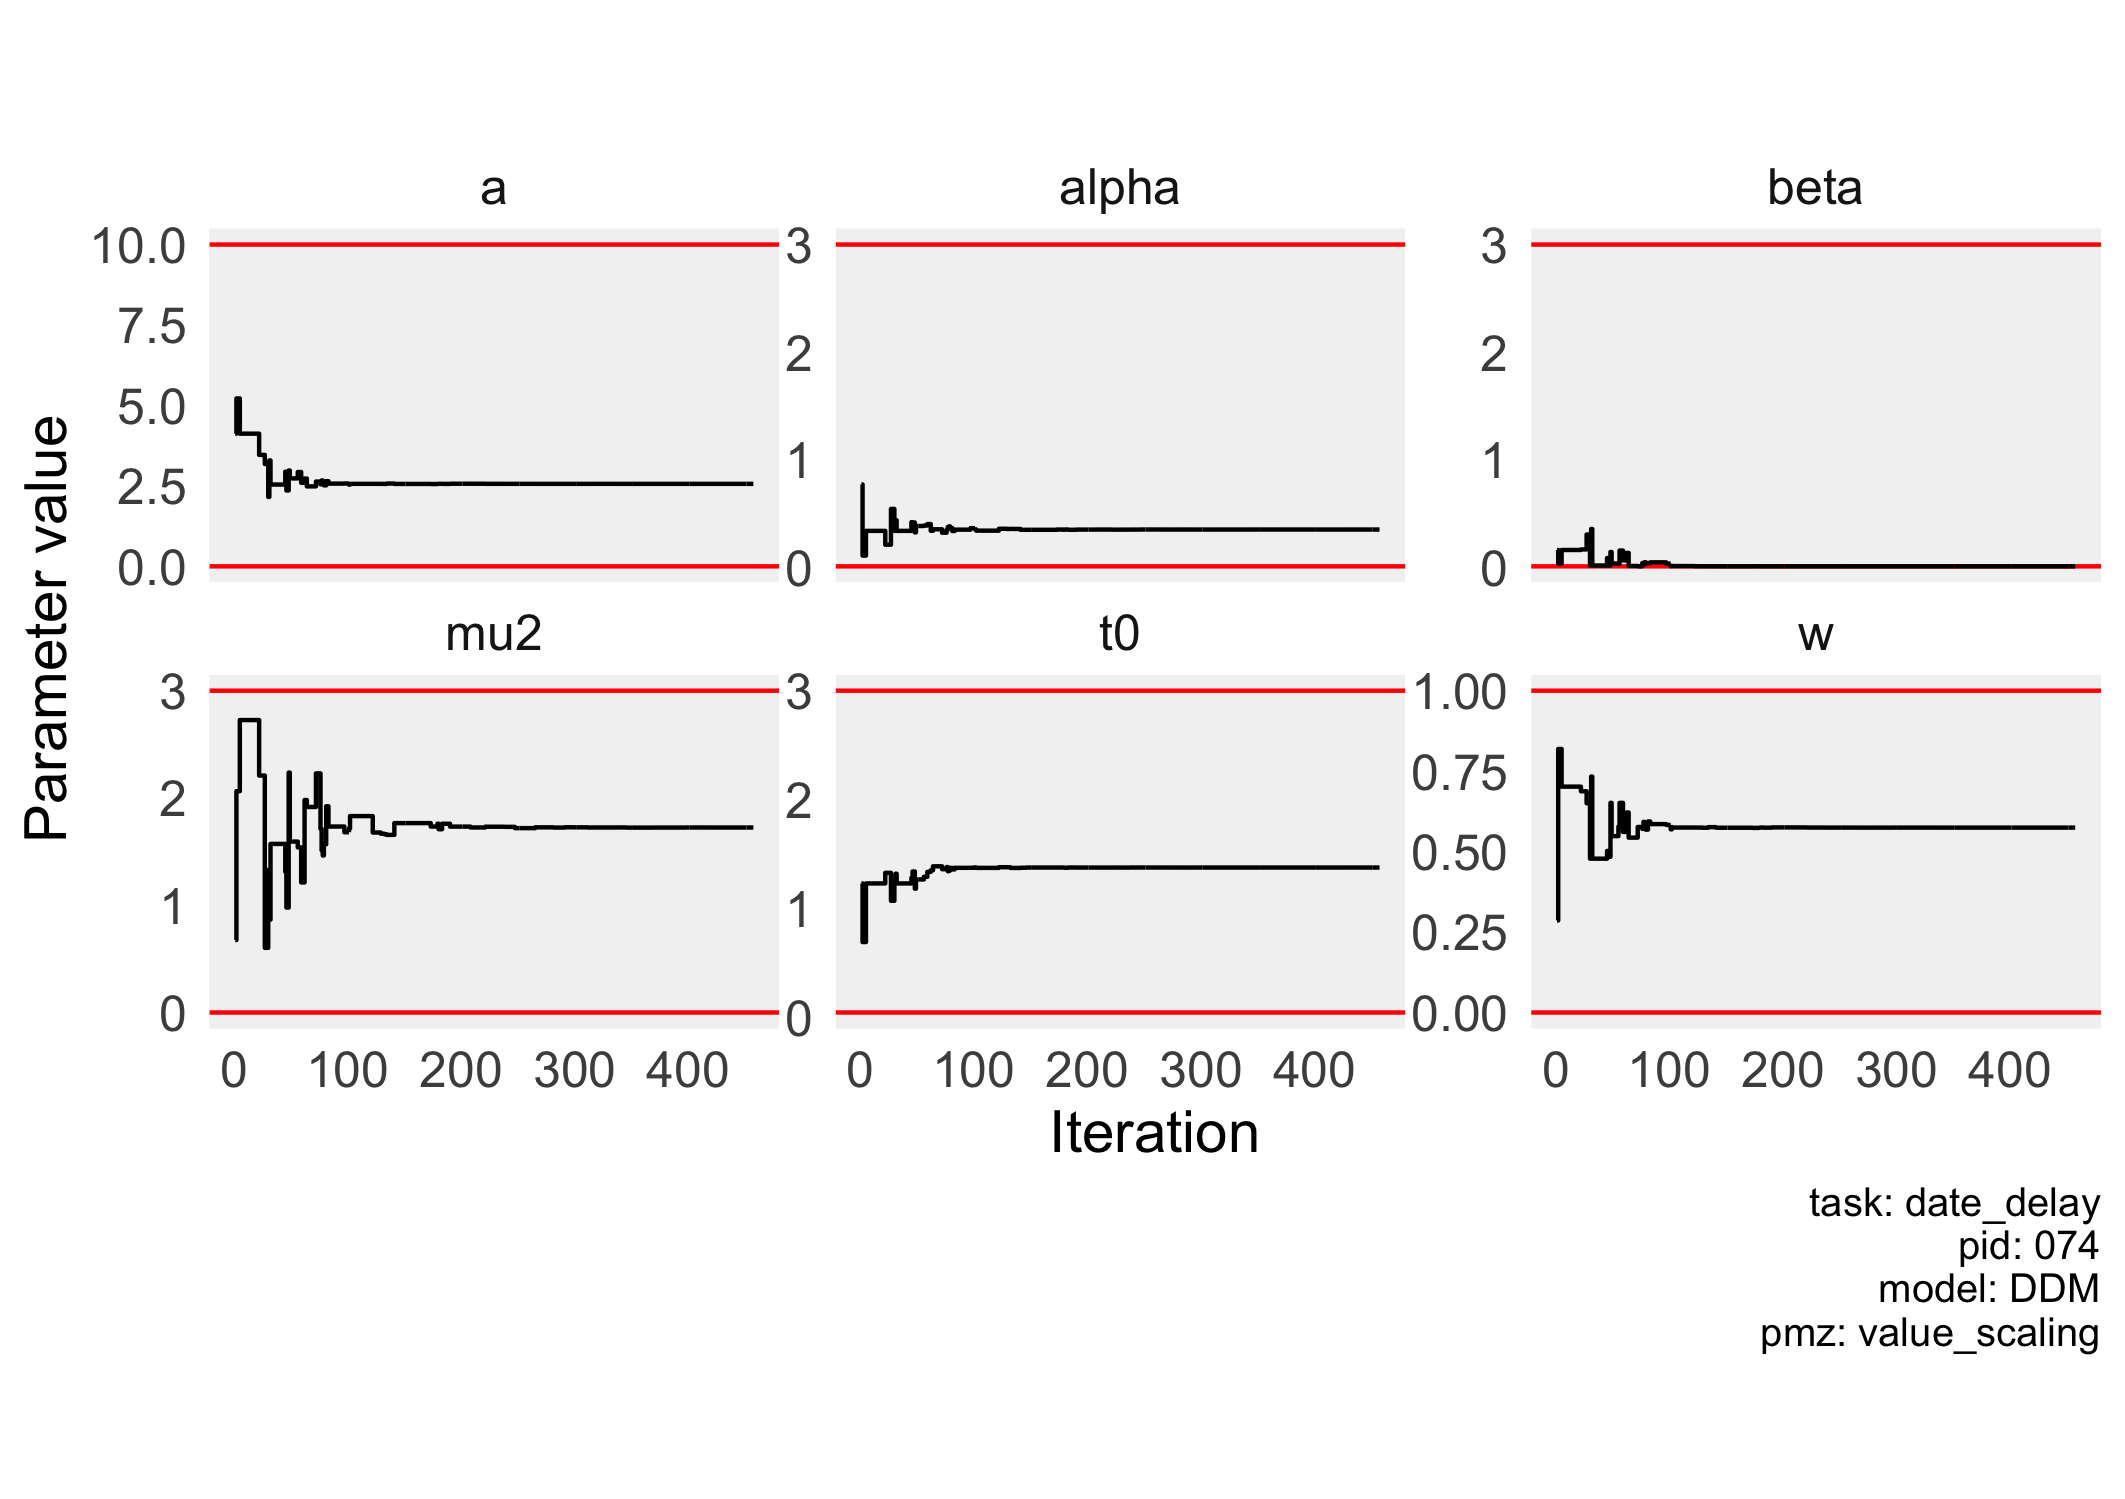 a
alpha
beta
10.0
7.5
5.0
2.5
0.0
3
2
1
0
3
2
1
0
mu2
t0
w
3
2
1
0
3
2
1
0
1.00
0.75
0.50
0.25
0.00
0 100 200 300 400
0 100 200 300 400
0 100 200 300 400
Parameter value
Iteration
task: date_delay
pid: 074
model: DDM
pmz: value_scaling